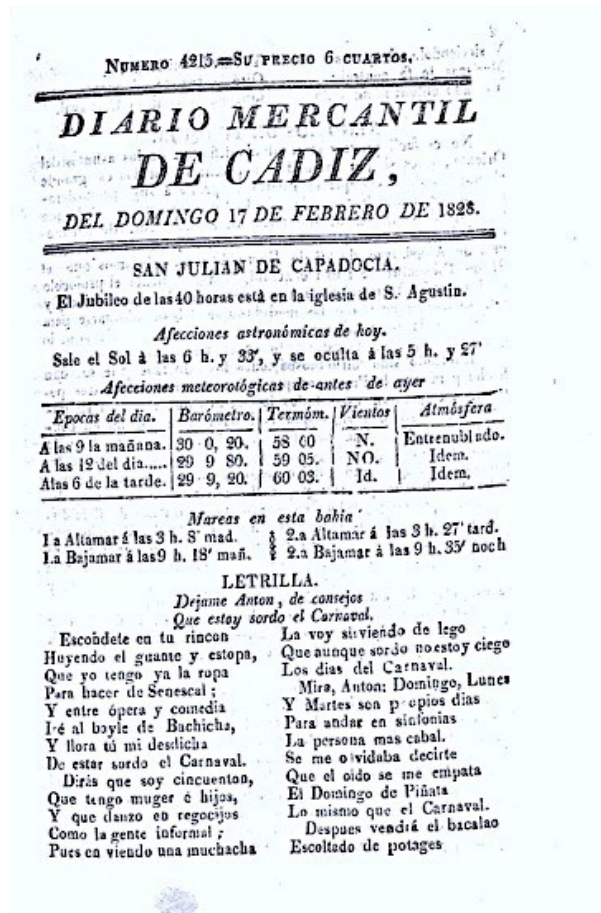 NUMERO 4215.=SU PRECIO 6 CUARTOS.
DIARIO MERCANTIL
DE CADIZ,
DEL DOMINGO 17 DE FEBRERO DE 1828.
SAN JULIAN DE CAPADOCIA.
El Jubileo de las 40 horas está en la iglesia de S. Agustin.
Afecciones astronómicas de hoy.
Sale el Sol á las 6 h. y 33', y se oculta á las 5 h. y 27'
Afecciones meteorológicas de antes de ayer
Epocas del dia. Barómetro. Termóm. Vientos Atmósfera
A las 9 la mañana. 30 0, 20. 58 00 N. Entrenublado.
A las 12 del dia..... 29 9 80. 59 05. NO. Idem.
A las 6 de la tarde. 29 9, 20. 60 03. Id. Idem.
Mareas en esta bahia
1a Altamar á las 3 h. 8' mad. 2.a Altamar á las 3 h. 27' tard.
1.a Bajamar á las 9 h. 18' mañ. 2.a Bajamar á las 9 h. 35' noch
LETRILLA.
Dejame Anton, de consejos
Que estoy sordo el Carnaval.
Escondete en tu rincon
Huyendo el guante y estopa,
Que yo tengo ya la ropa
Para hacer de Senescal;
Y entre ópera y comedia
Iré al bayle de Bachicha,
Y llora tú mi desdicha
De estar sordo el Carnaval.
Dirás que soy cincuenton,
Que tengo muger é hijos,
Y que danzo en regocijos
Como la gente informal;
Pues en viendo una muchacha
La voy sirviendo de lego
Que aunque sordo no estoy ciego
Los dias del Carnaval.
Mira, Anton: Domingo, Lunes
Y Martes son propios dias
Para andar en sinfonias
La persona mas cabal.
Se me olvidaba decirte
Que el oido se me empata
El Domingo de Piñata
Lo mismo que el Carnaval.
Despues vendiá el bacalao
Escoltado de potages